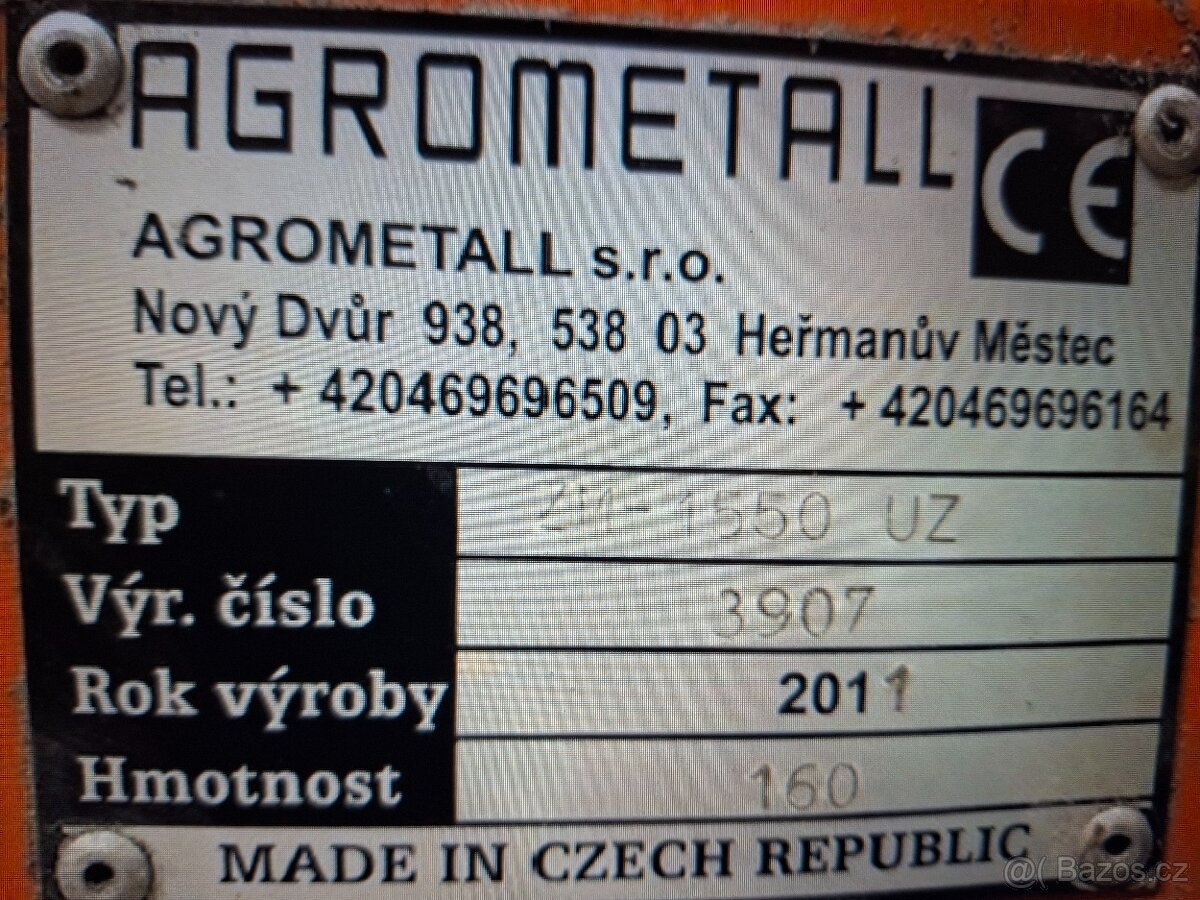 AGROMETALL CE
AGROMETALL s.r.o.
Nový Dvůr 938, 538 03 Heřmanův Městec
Tel.: + 420469696509, Fax: + 420469696164
Typ ZM-1550 UZ
Výr. číslo 3907
Rok výroby 2011
Hmotnost 160
MADE IN CZECH REPUBLIC
@( Bazos.cz